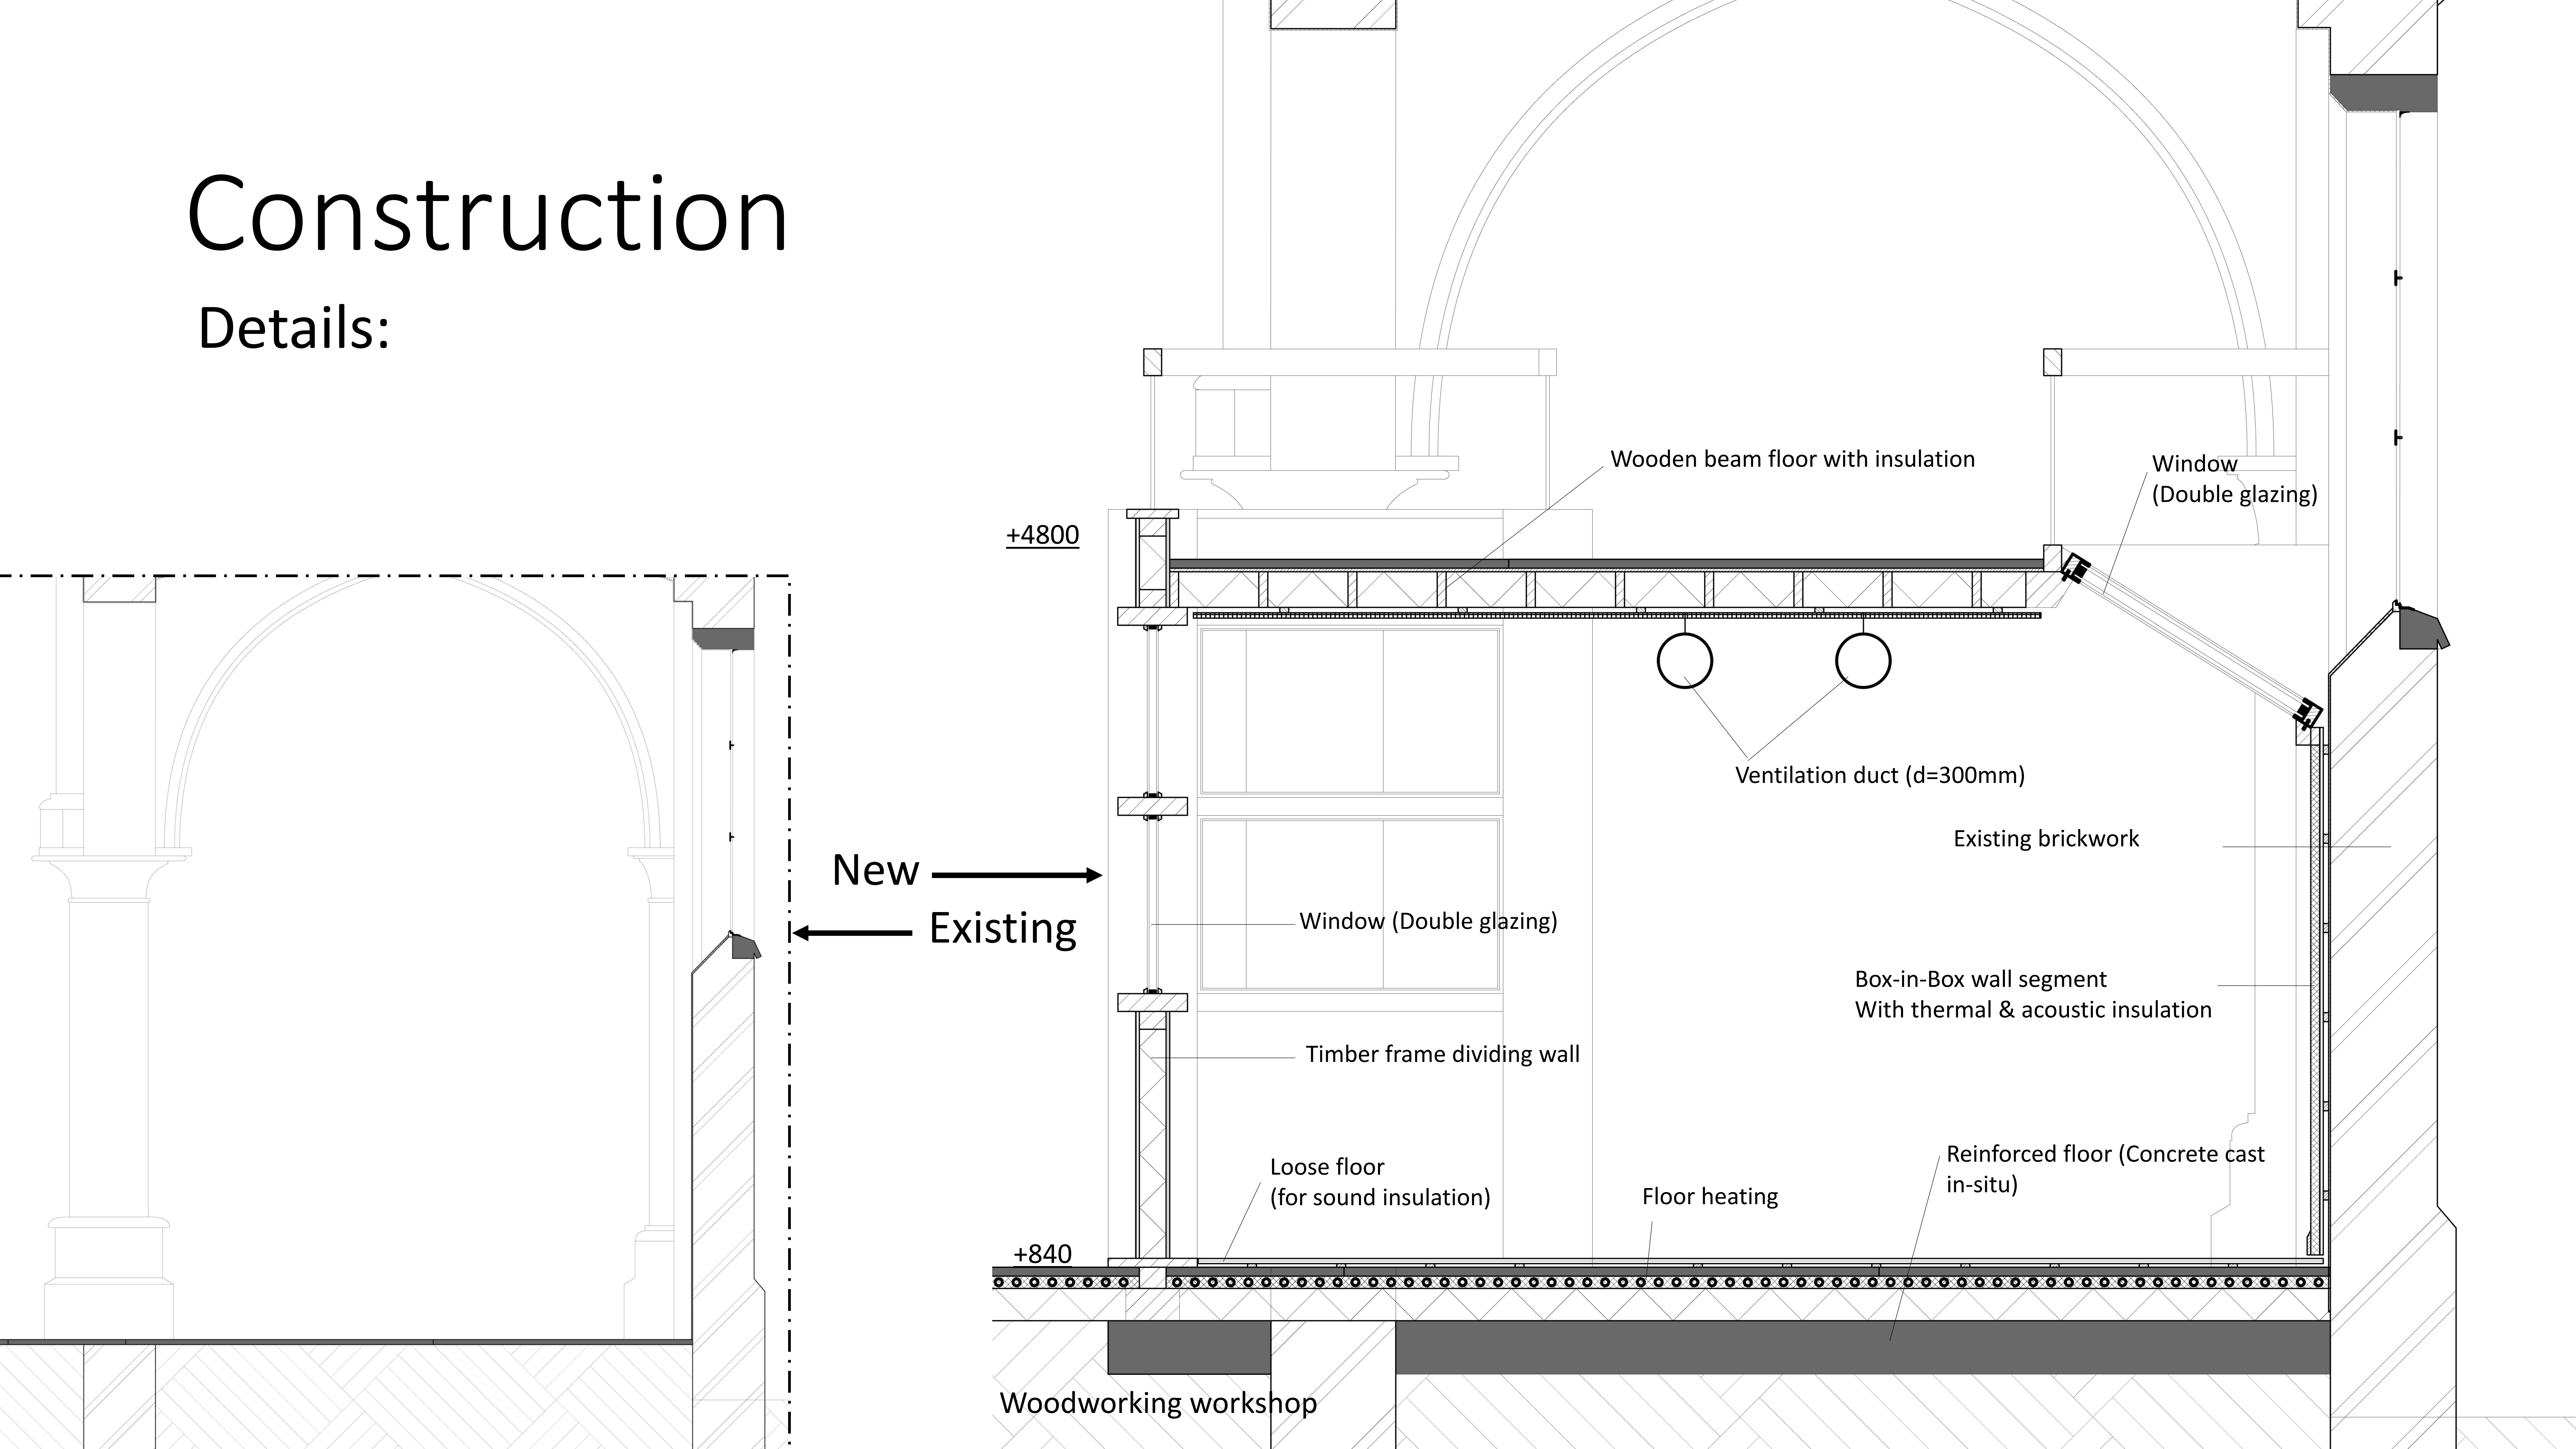 Construction
Details:
Wooden beam floor with insulation
Window
(Double glazing)
+4800
Ventilation duct (d=300mm)
Existing brickwork
New
Existing
Window (Double glazing)
Box-in-Box wall segment
With thermal & acoustic insulation
Timber frame dividing wall
Loose floor
(for sound insulation)
Floor heating
Reinforced floor (Concrete cast
in-situ)
+840
Woodworking workshop